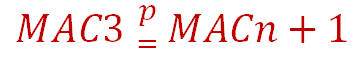 MAC3 p= MACn + 1